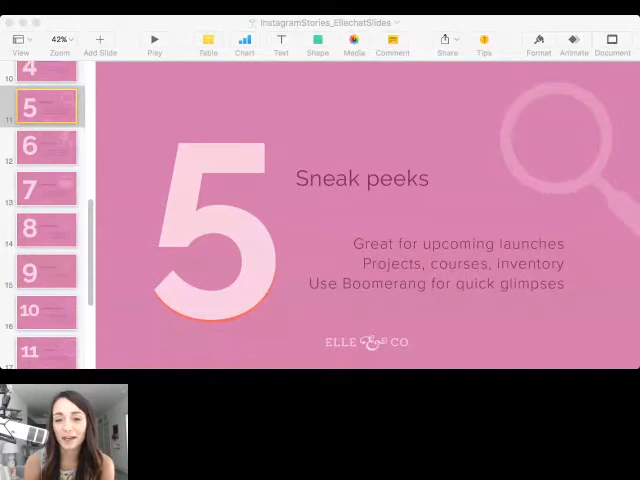 InstagramStories_EllechatSlides
View
Zoom
Add Slide
Play
Table
Chart
Text
Shape
Media
Comment
Share
Tips
Format
Animate
Document
42%
10
4
11
5
12
6
13
7
14
8
15
9
16
10
17
11
5
Sneak peeks
Great for upcoming launches
Projects, courses, inventory
Use Boomerang for quick glimpses
ELLE & CO